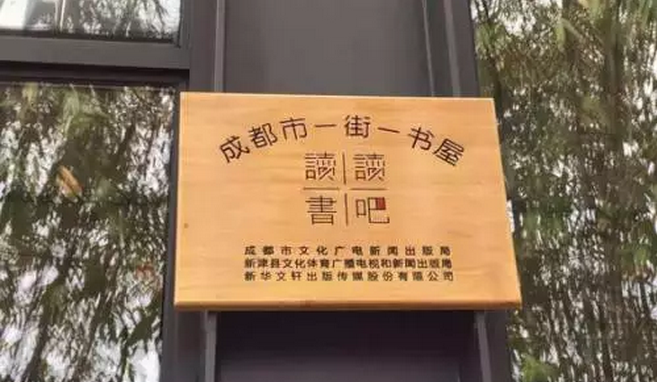 成都市一街一书屋
讀讀
書吧
成都市文化广电新闻出版局
新津县文化体育广播电视和新闻出版局
新华文轩出版传媒股份有限公司